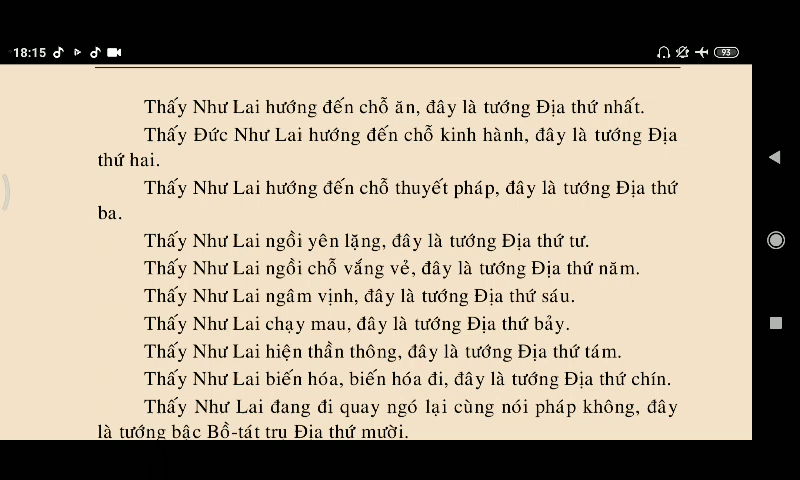 18:15
93
Thấy Như Lai hướng đến chỗ ăn, đây là tướng Địa thứ nhất.
Thấy Đức Như Lai hướng đến chỗ kinh hành, đây là tướng Địa
thứ hai.
Thấy Như Lai hướng đến chỗ thuyết pháp, đây là tướng Địa thứ
ba.
Thấy Như Lai ngồi yên lặng, đây là tướng Địa thứ tư.
Thấy Như Lai ngồi chỗ vắng vẻ, đây là tướng Địa thứ năm.
Thấy Như Lai ngâm vịnh, đây là tướng Địa thứ sáu.
Thấy Như Lai chạy mau, đây là tướng Địa thứ bảy.
Thấy Như Lai hiện thần thông, đây là tướng Địa thứ tám.
Thấy Như Lai biến hóa, biến hóa đi, đây là tướng Địa thứ chín.
Thấy Như Lai đang đi quay ngó lại cùng nói pháp không, đây
là tướng bậc Bồ-tát trụ Địa thứ mười.